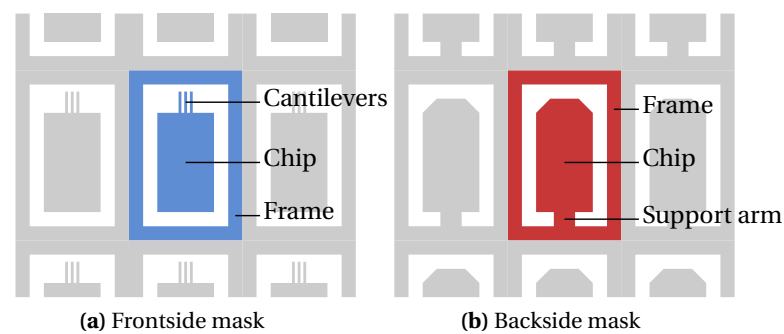 Cantilevers
Chip
Frame
(a) Frontside mask
Frame
Chip
Support arm
(b) Backside mask